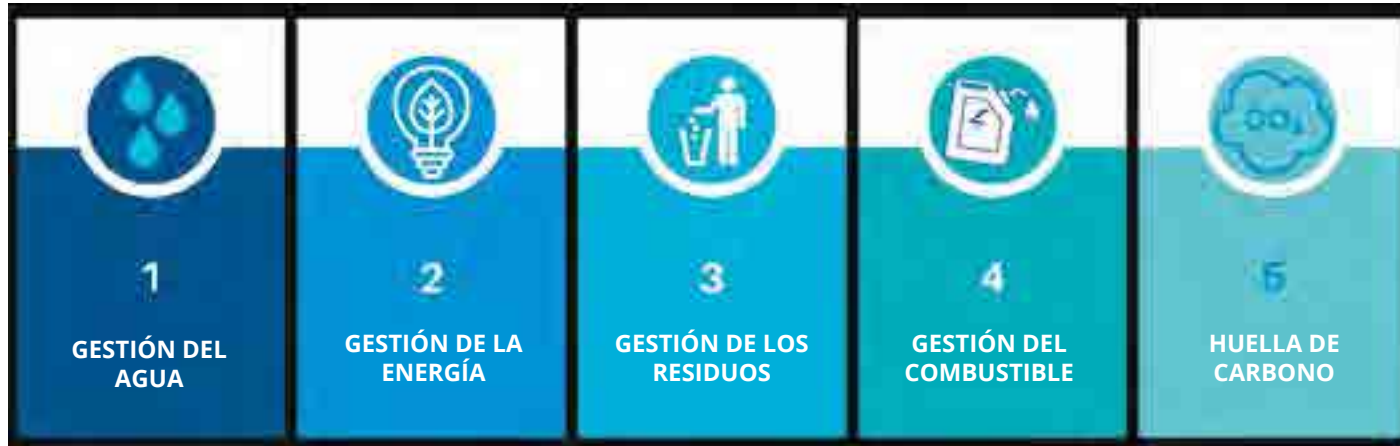 CO₂
1
GESTIÓN DEL
AGUA
2
GESTIÓN DE LA
ENERGÍA
3
GESTIÓN DE LOS
RESIDUOS
4
GESTIÓN DEL
COMBUSTIBLE
5
HUELLA DE
CARBONO